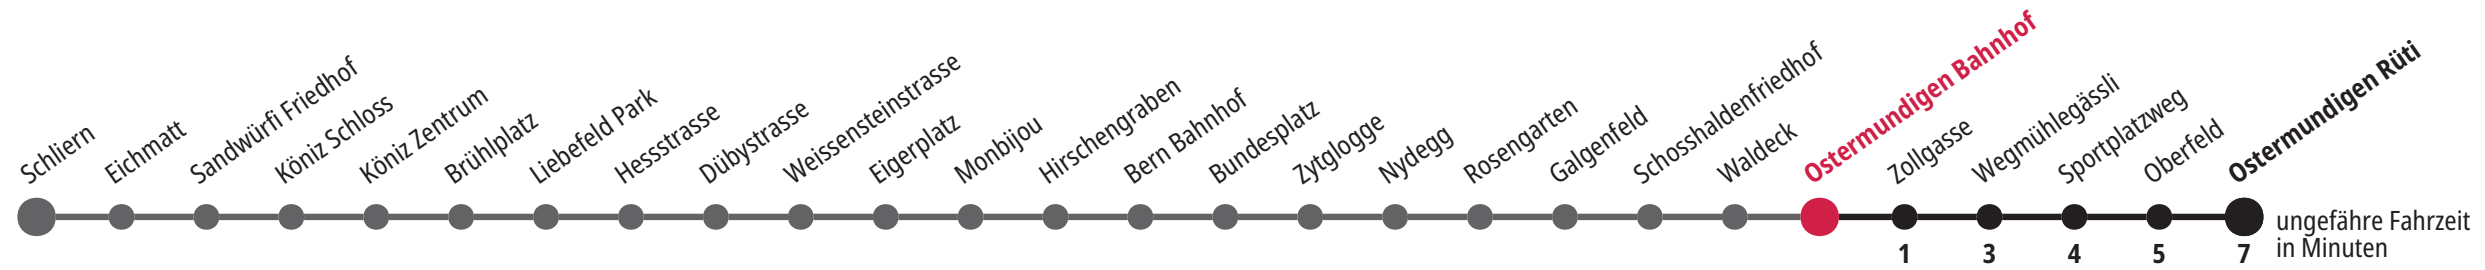 Schliern
Eichmatt
Sandwürfi Friedhof
Köniz Schloss
Köniz Zentrum
Brühlplatz
Liebefeld Park
Hessstrasse
Dübystrasse
Weissensteinstrasse
Eigerplatz
Monbijou
Hirschengraben
Bern Bahnhof
Bundesplatz
Zytglogge
Nydegg
Rosengarten
Galgenfeld
Schosshaldenfriedhof
Waldeck
Ostermundigen Bahnhof
Zollgasse
Wegmühlegässli
Sportplatzweg
Oberfeld
Ostermundigen Rüti
1 3 4 5 7
ungefähre Fahrzeit
in Minuten